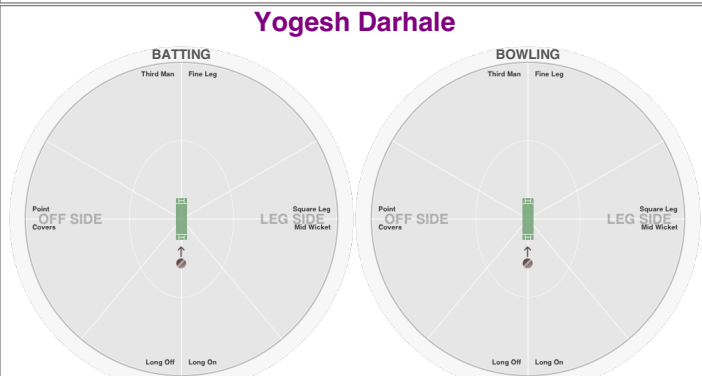 Yogesh Darhale
BATTING
Third Man Fine Leg
Point
OFF SIDE
Covers
Square Leg
LEG SIDE
Mid Wicket
Long Off Long On
BOWLING
Third Man Fine Leg
Point
OFF SIDE
Covers
Square Leg
LEG SIDE
Mid Wicket
Long Off Long On